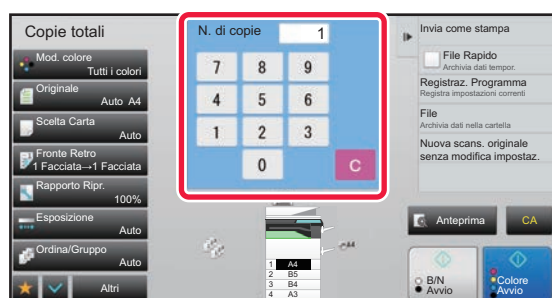 Copie totali
Mod. colore
Tutti i colori
Originale
Auto A4
Scelta Carta
Auto
Fronte Retro
1 Facciata→1 Facciata
Rapporto Ripr.
100%
Esposizione
Auto
Ordina/Gruppo
Auto
Altri
N. di copie 1
7 8 9
4 5 6
1 2 3
0 C
1 A4
2 B5
3 B4
4 A3
Invia come stampa
File Rapido
Archivia dati tempor.
Registraz. Programma
Registra impostazioni correnti
File
Archivia dati nella cartella
Nuova scans. originale
senza modifica impostaz.
Anteprima CA
B/N
Avvio
Colore
Avvio